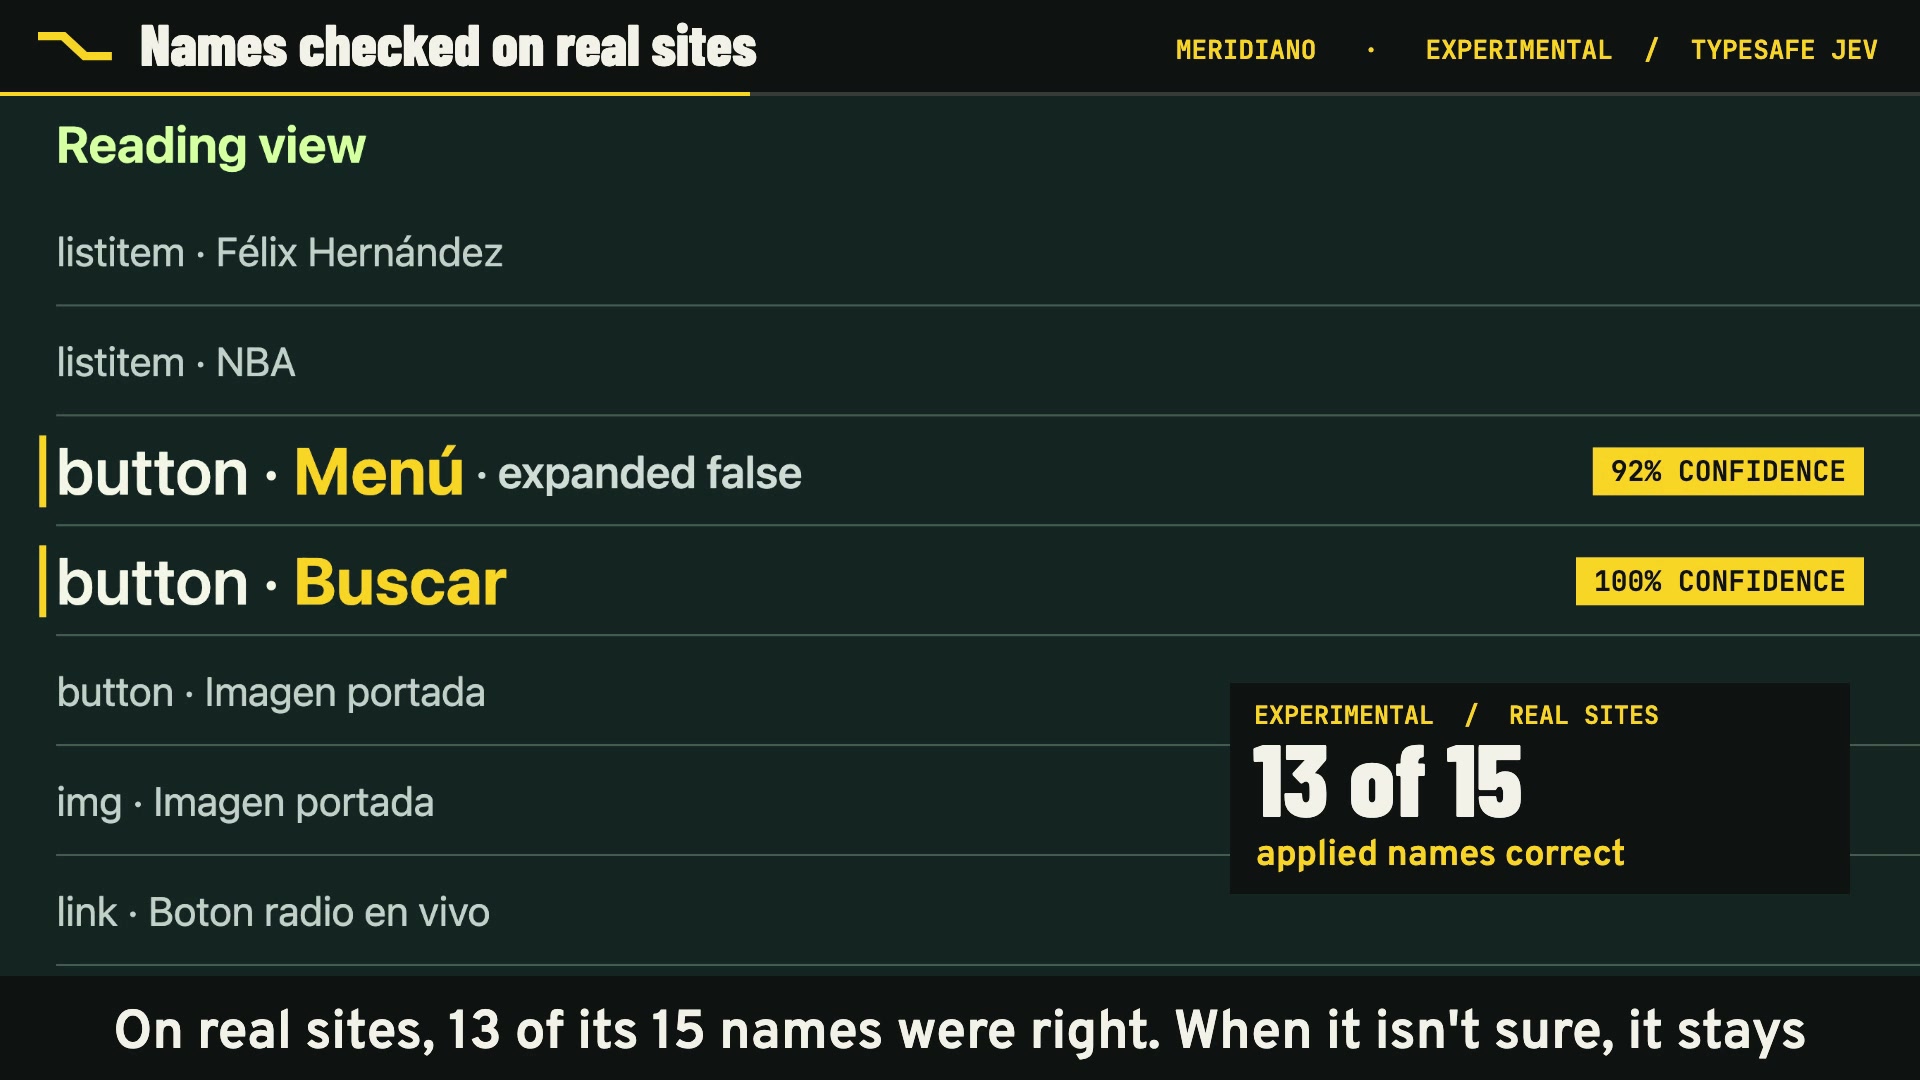 Names checked on real sites
MERIDIANO · EXPERIMENTAL / TYPESAFE JEV
Reading view
listitem · Félix Hernández
listitem · NBA
button · Menú · expanded false
92% CONFIDENCE
button · Buscar
100% CONFIDENCE
button · Imagen portada
img · Imagen portada
link · Boton radio en vivo
EXPERIMENTAL / REAL SITES
13 of 15
applied names correct
On real sites, 13 of its 15 names were right. When it isn't sure, it stays